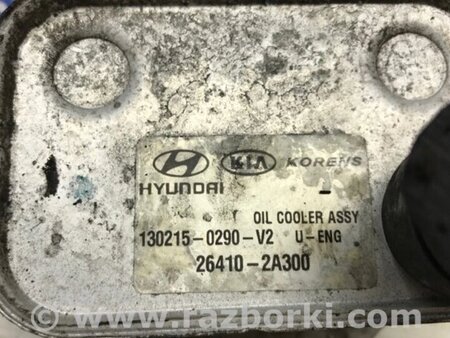 HYUNDAI KIA KORENS
OIL COOLER ASSY
130215-0290-V2 U-ENG
26410-2A300
© www.razborki.com